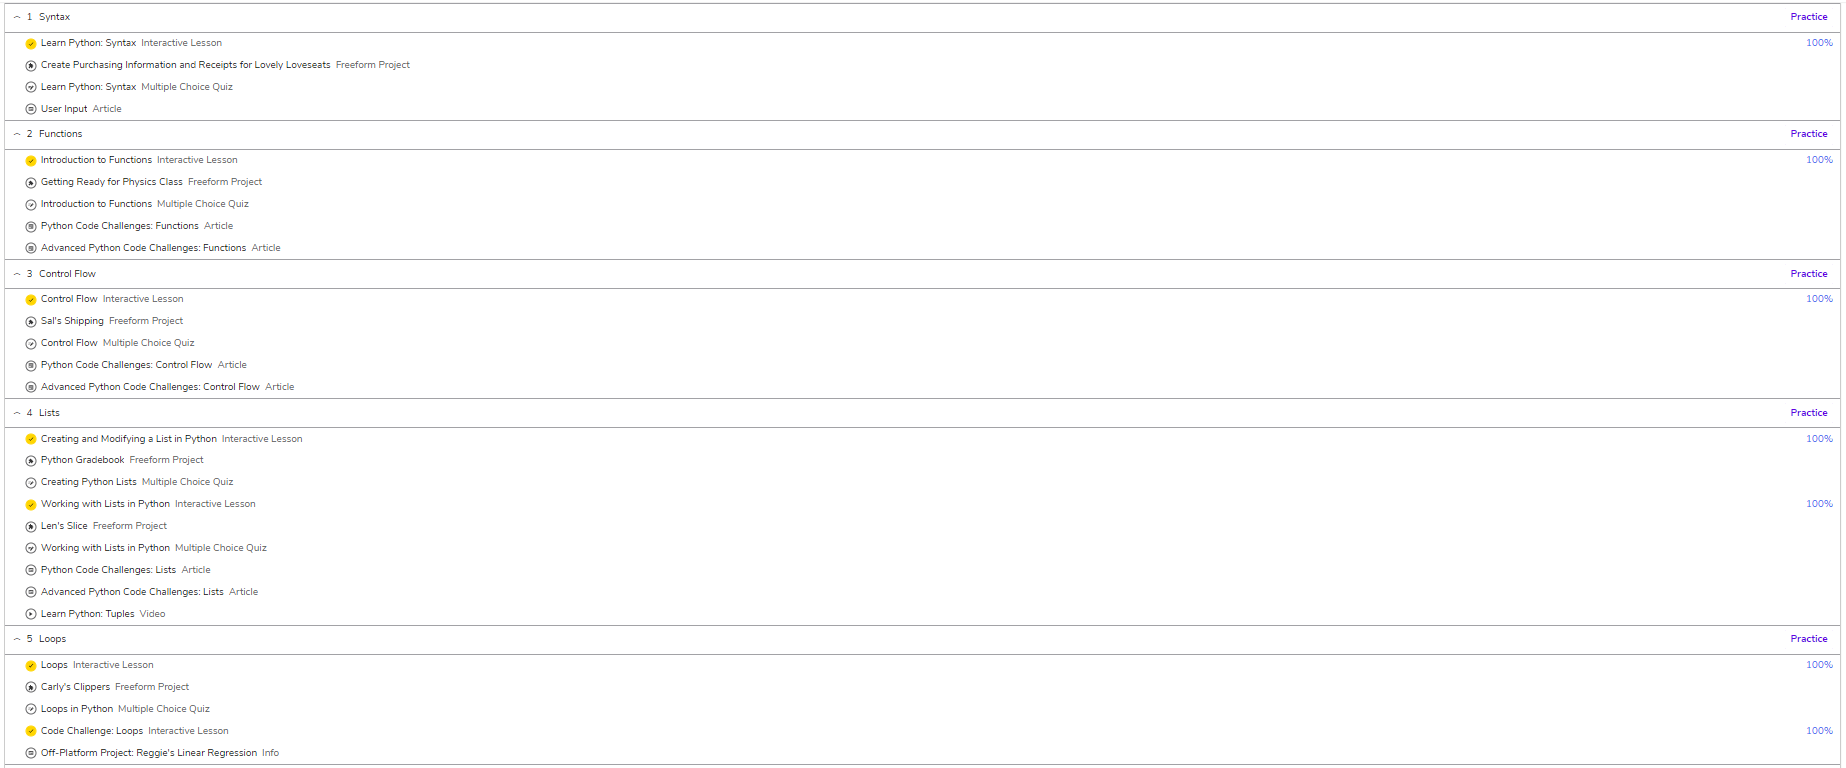 1 Syntax Practice
Learn Python: Syntax Interactive Lesson 100%
Create Purchasing Information and Receipts for Lovely Loveseats Freeform Project
Learn Python: Syntax Multiple Choice Quiz
User Input Article
2 Functions Practice
Introduction to Functions Interactive Lesson 100%
Getting Ready for Physics Class Freeform Project
Introduction to Functions Multiple Choice Quiz
Python Code Challenges: Functions Article
Advanced Python Code Challenges: Functions Article
3 Control Flow Practice
Control Flow Interactive Lesson 100%
Sal's Shipping Freeform Project
Control Flow Multiple Choice Quiz
Python Code Challenges: Control Flow Article
Advanced Python Code Challenges: Control Flow Article
4 Lists Practice
Creating and Modifying a List in Python Interactive Lesson 100%
Python Gradebook Freeform Project
Creating Python Lists Multiple Choice Quiz
Working with Lists in Python Interactive Lesson 100%
Len's Slice Freeform Project
Working with Lists in Python Multiple Choice Quiz
Python Code Challenges: Lists Article
Advanced Python Code Challenges: Lists Article
Learn Python: Tuples Video
5 Loops Practice
Loops Interactive Lesson 100%
Carly's Clippers Freeform Project
Loops in Python Multiple Choice Quiz
Code Challenge: Loops Interactive Lesson 100%
Off-Platform Project: Reggie's Linear Regression Info